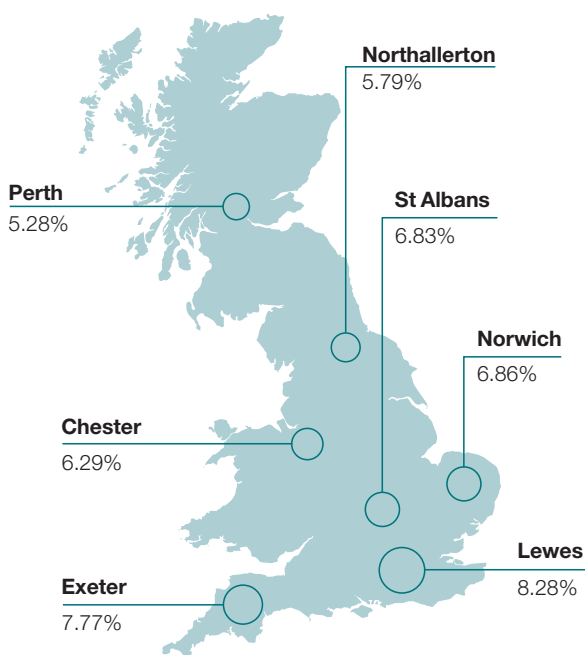 Northallerton
5.79%
Perth
5.28%
St Albans
6.83%
Norwich
6.86%
Chester
6.29%
Lewes
8.28%
Exeter
7.77%